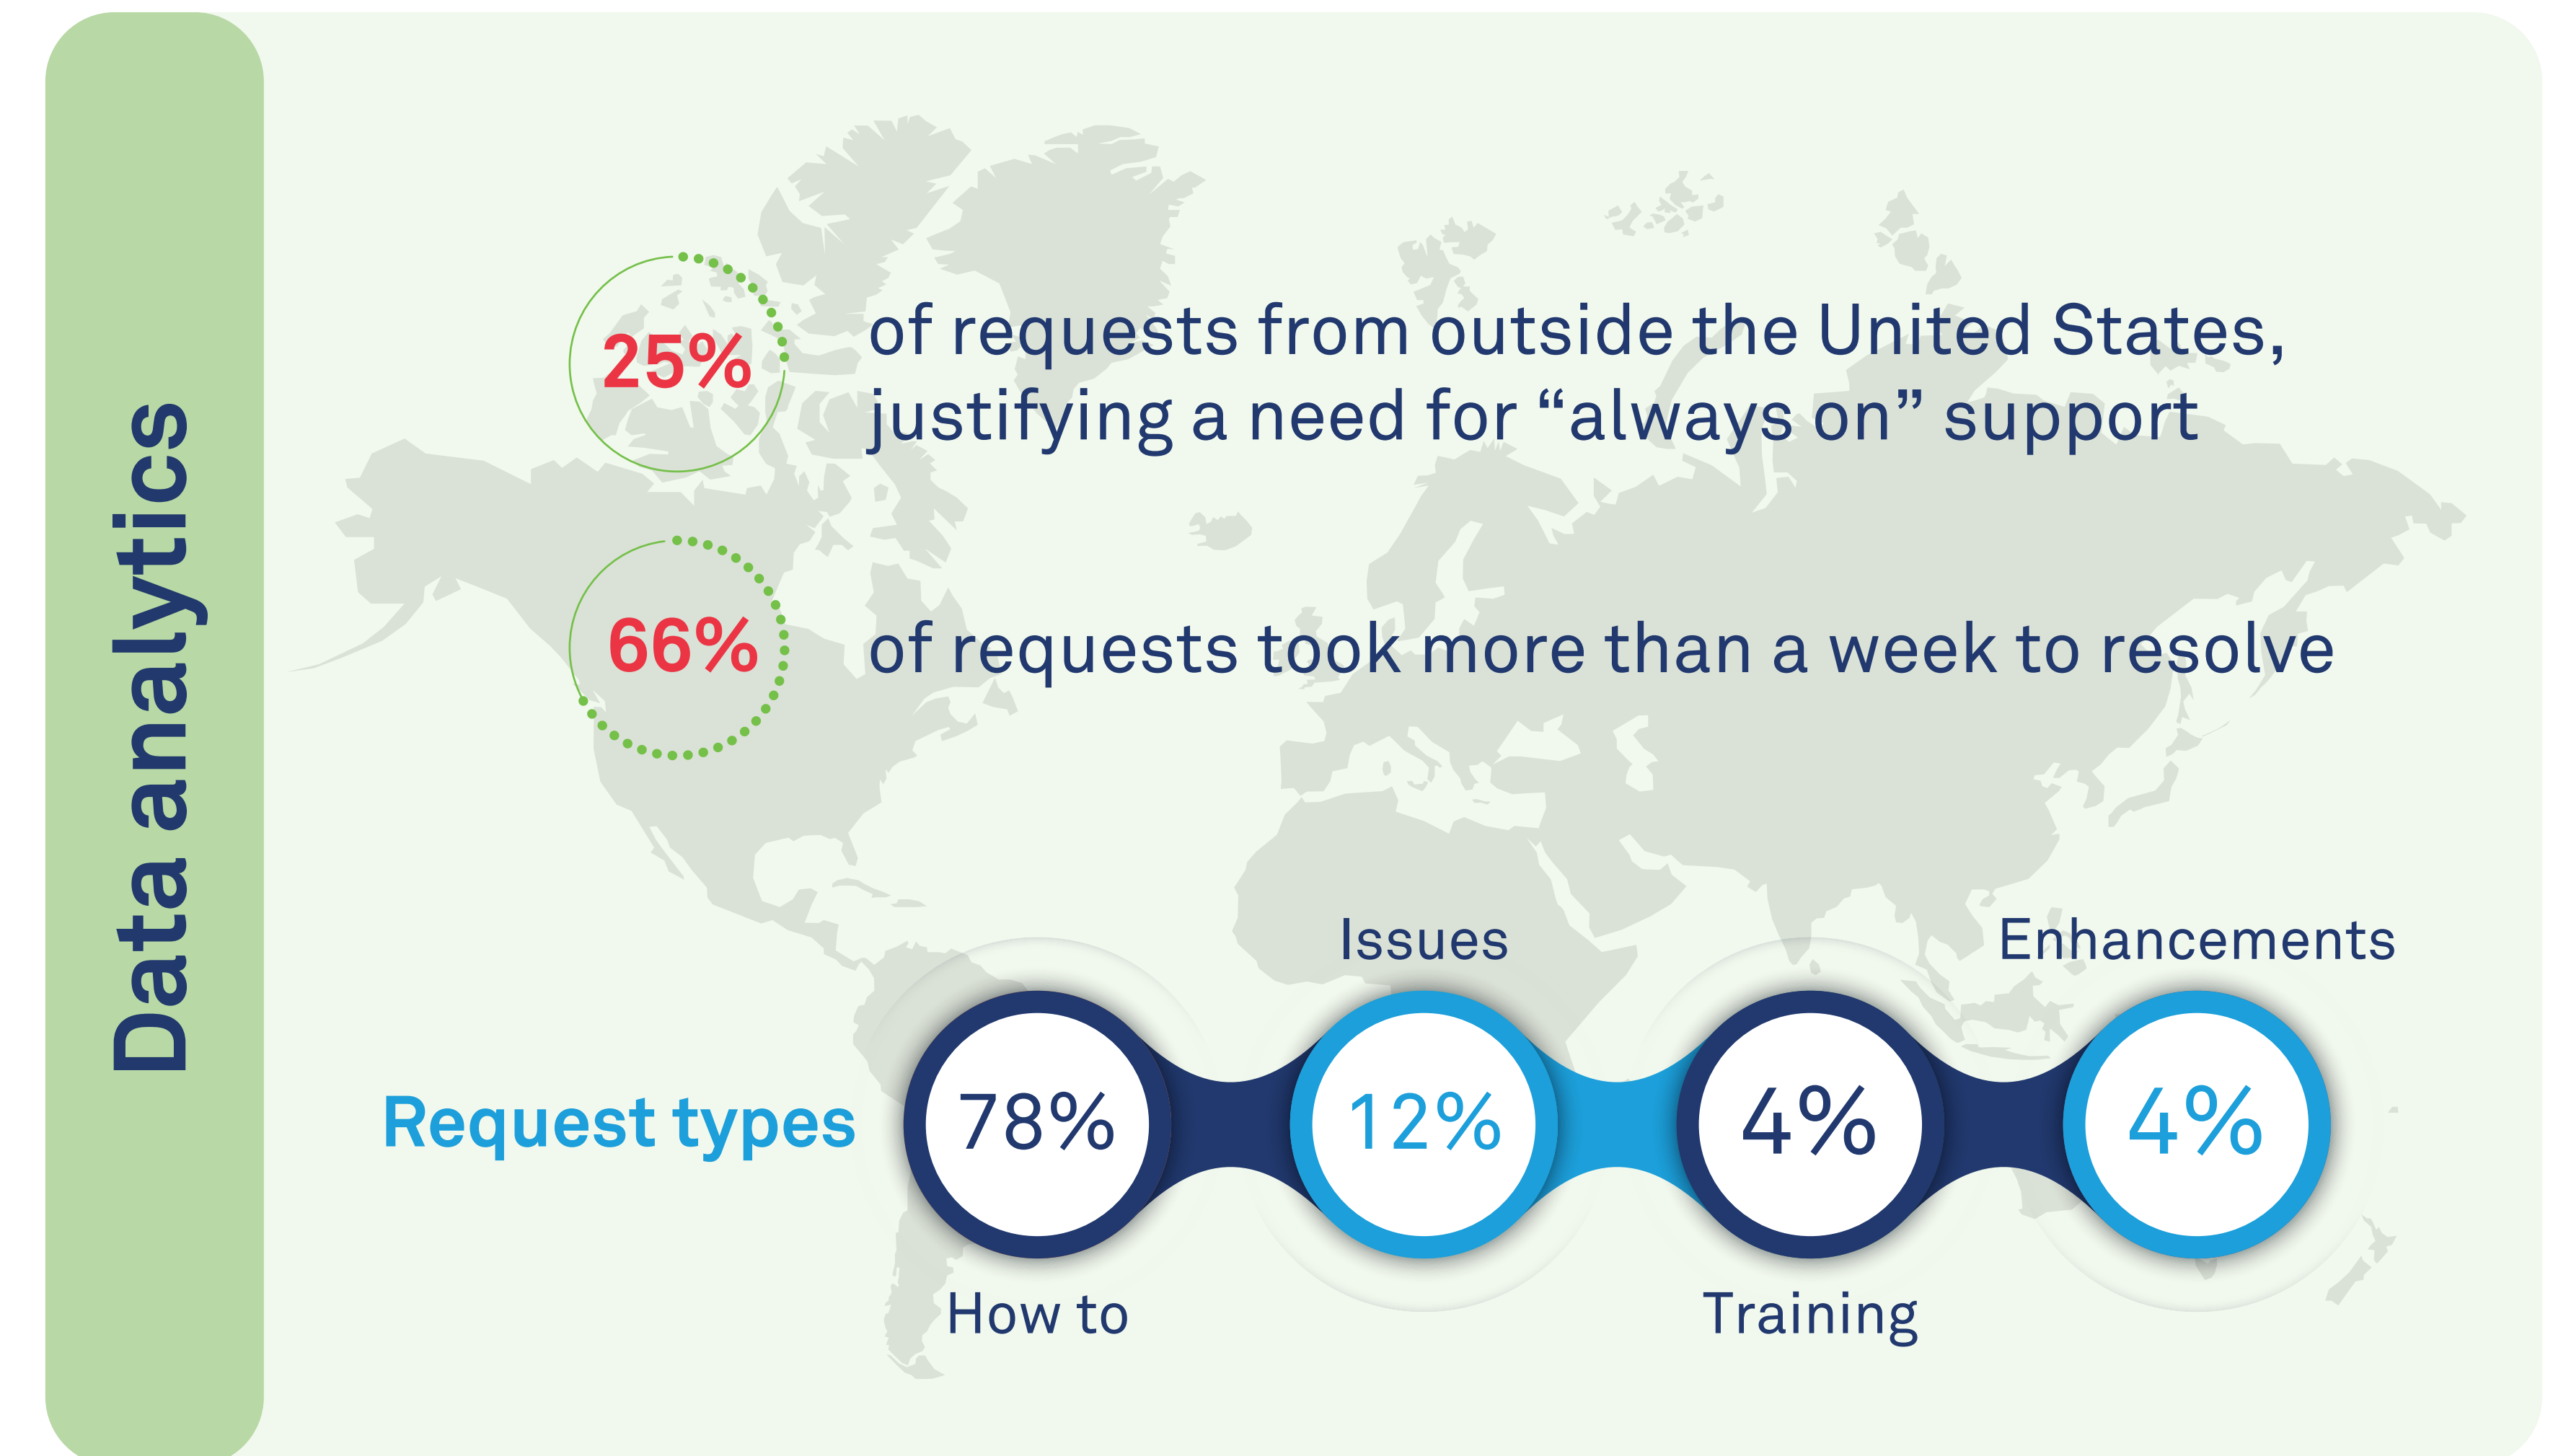 Data analytics
25%
of requests from outside the United States,
justifying a need for “always on” support
66%
of requests took more than a week to resolve
Request types
78%
How to
Issues
12%
4%
Training
Enhancements
4%